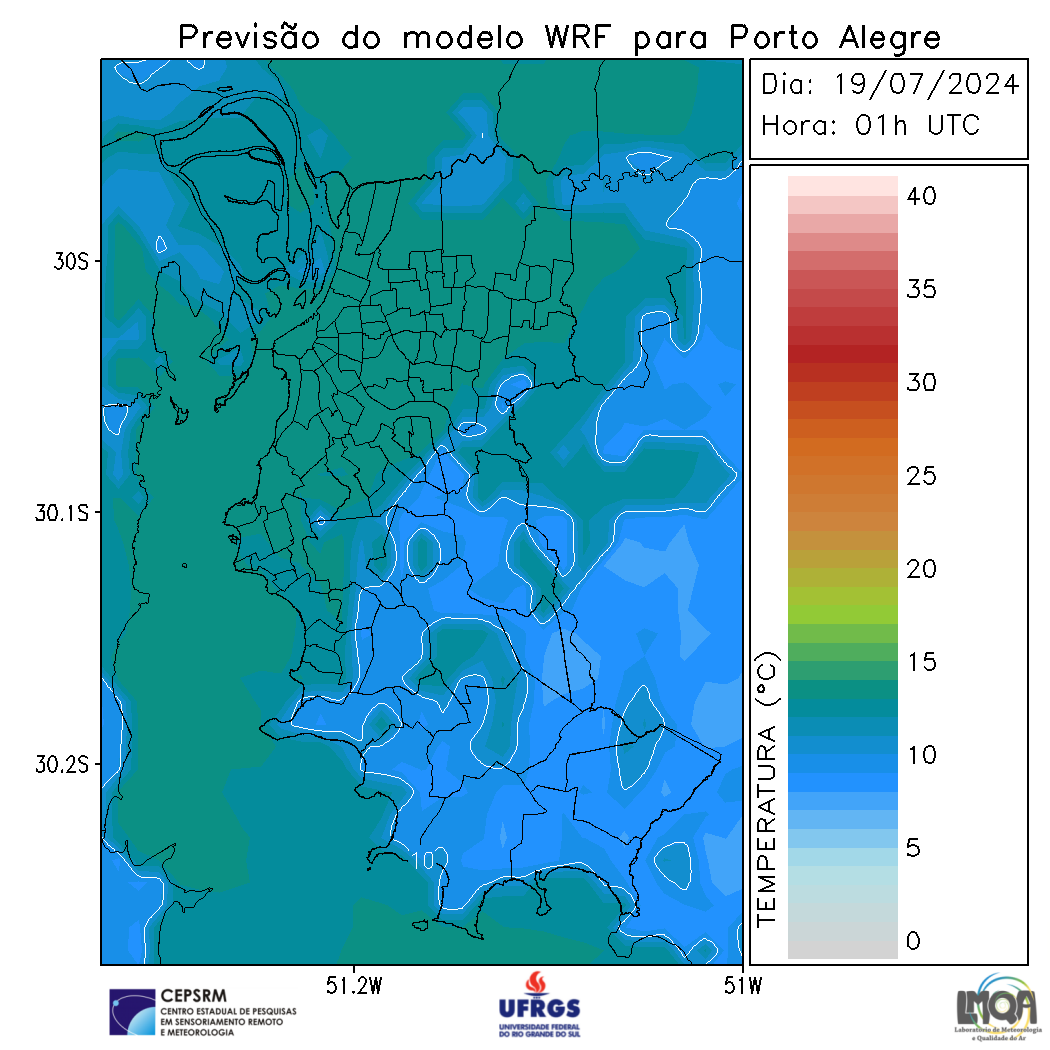 Previsão do modelo WRF para Porto Alegre
Dia: 19/07/2024
Hora: 01h UTC
40
35
30
25
20
15
10
5
0
TEMPERATURA (°C)
30S
30.1S
30.2S
10
51.2W
51W
CEPSRM
CENTRO ESTADUAL DE PESQUISAS
EM SENSORIAMENTO REMOTO
E METEOROLOGIA
UFRGS
UNIVERSIDADE FEDERAL
DO RIO GRANDE DO SUL
LMQA
Laboratório de Meteorologia
e Qualidade do Ar